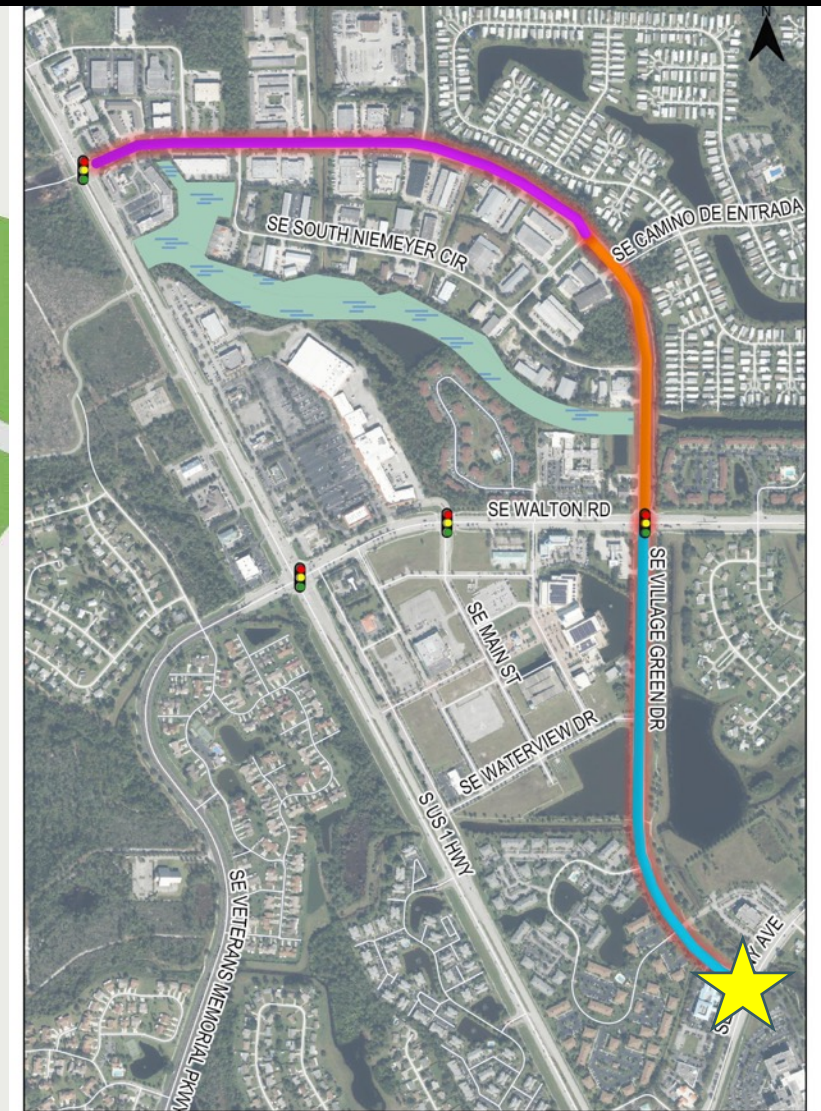 N
SE CAMINO DE ENTRADA
SE SOUTH NIEMEYER CIR
SE WALTON RD
SE VILLAGE GREEN DR
SE MAIN ST
SE WATERVIEW DR
S US 1 HWY
SE VETERANS MEMORIAL PKWY
AVE